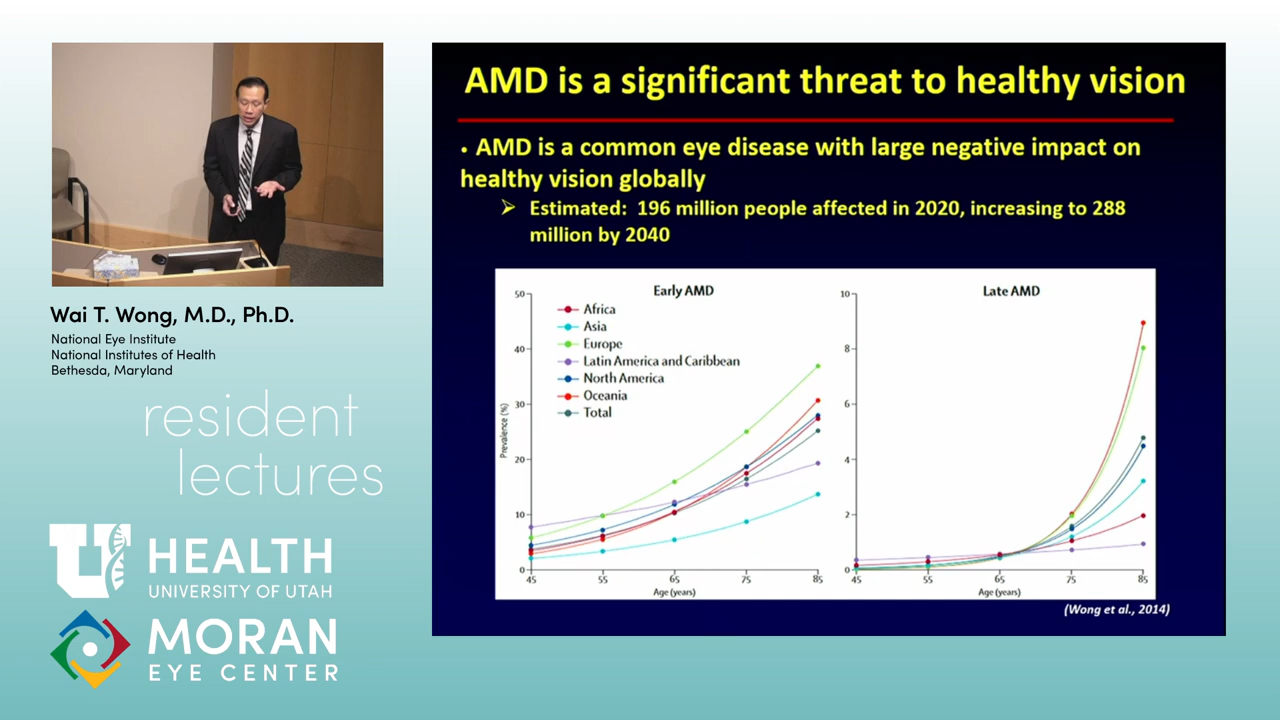 AMD is a significant threat to healthy vision
• AMD is a common eye disease with large negative impact on
healthy vision globally
➤ Estimated: 196 million people affected in 2020, increasing to 288
million by 2040
Early AMD
50
40
30
20
10
0
Prevalence (%)
Africa
Asia
Europe
Latin America and Caribbean
North America
Oceania
Total
45
55
65
75
85
Age (years)
Late AMD
10
8
6
4
2
0
45
55
65
75
85
Age (years)
(Wong et al., 2014)
Wai T. Wong, M.D., Ph.D.
National Eye Institute
National Institutes of Health
Bethesda, Maryland
resident
lectures
U HEALTH
UNIVERSITY OF UTAH
MORAN
EYE CENTER